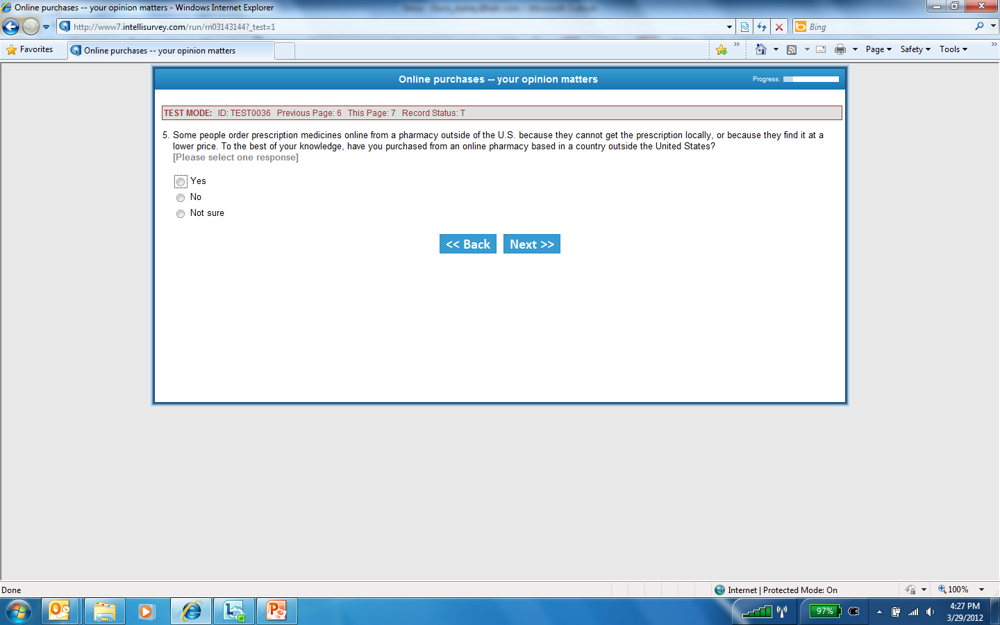 Online purchases -- your opinion matters - Windows Internet Explorer
http://www7.intellisurvey.com/run/rn03143144?_test=1
Bing
Favorites
Online purchases -- your opinion matters
Page
Safety
Tools
Online purchases -- your opinion matters
Progress:
TEST MODE: ID: TEST0036 Previous Page: 6 This Page: 7 Record Status: T
5. Some people order prescription medicines online from a pharmacy outside of the U.S. because they cannot get the prescription locally, or because they find it at a
lower price. To the best of your knowledge, have you purchased from an online pharmacy based in a country outside the United States?
[Please select one response]
Yes
No
Not sure
<< Back
Next >>
Done
Internet | Protected Mode: On
100%
97%
4:27 PM
3/29/2012